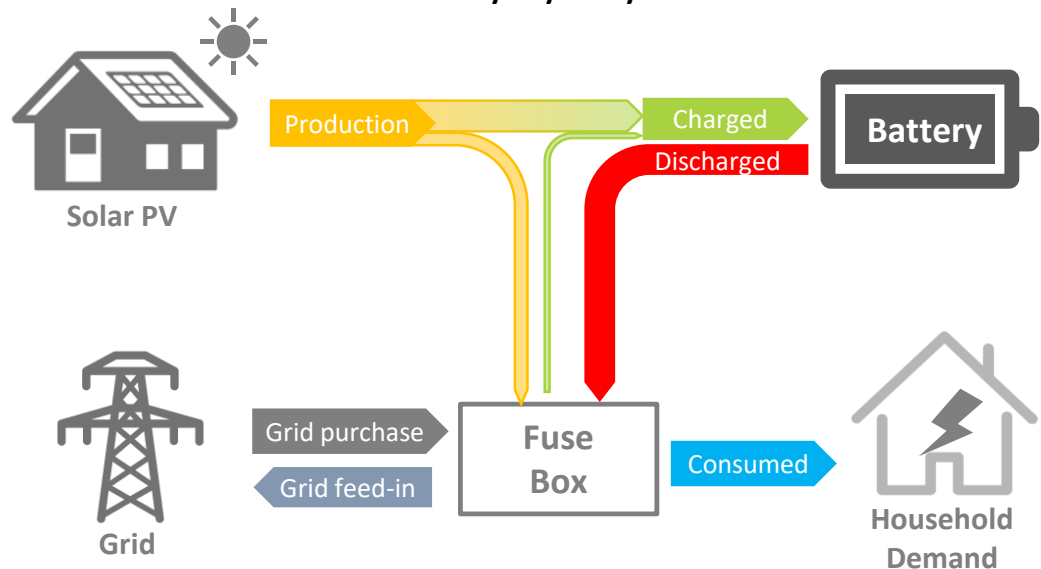 Production
Charged
Battery
Discharged
Solar PV
Grid purchase
Fuse
Box
Consumed
Grid feed-in
Grid
Household
Demand